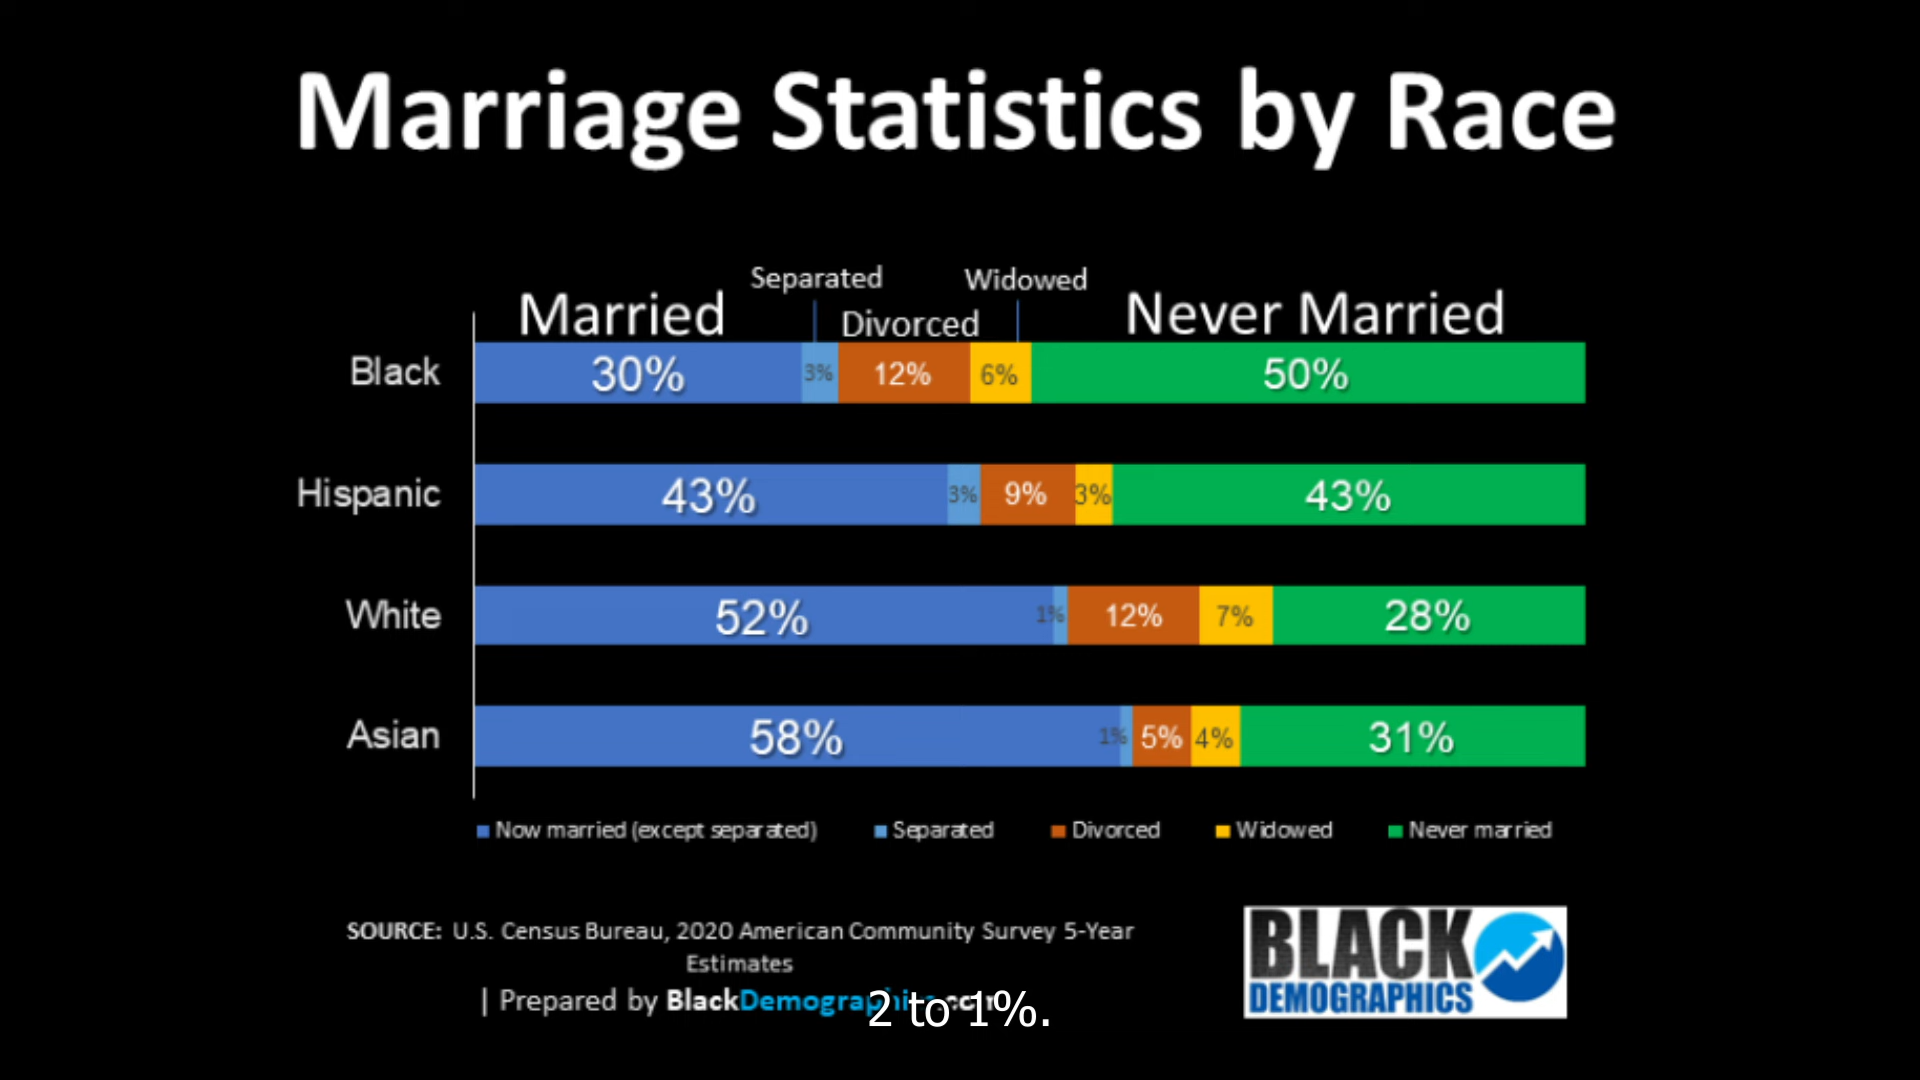 Marriage Statistics by Race
Separated Widowed
Married Divorced Never Married
Black 30% 3% 12% 6% 50%
Hispanic 43% 3% 9% 3% 43%
White 52% 1% 12% 7% 28%
Asian 58% 1% 5% 4% 31%
Now married (except separated) Separated Divorced Widowed Never married
SOURCE: U.S. Census Bureau, 2020 American Community Survey 5-Year
Estimates
| Prepared by BlackDemographics.com
2 to 1%.
BLACK
DEMOGRAPHICS